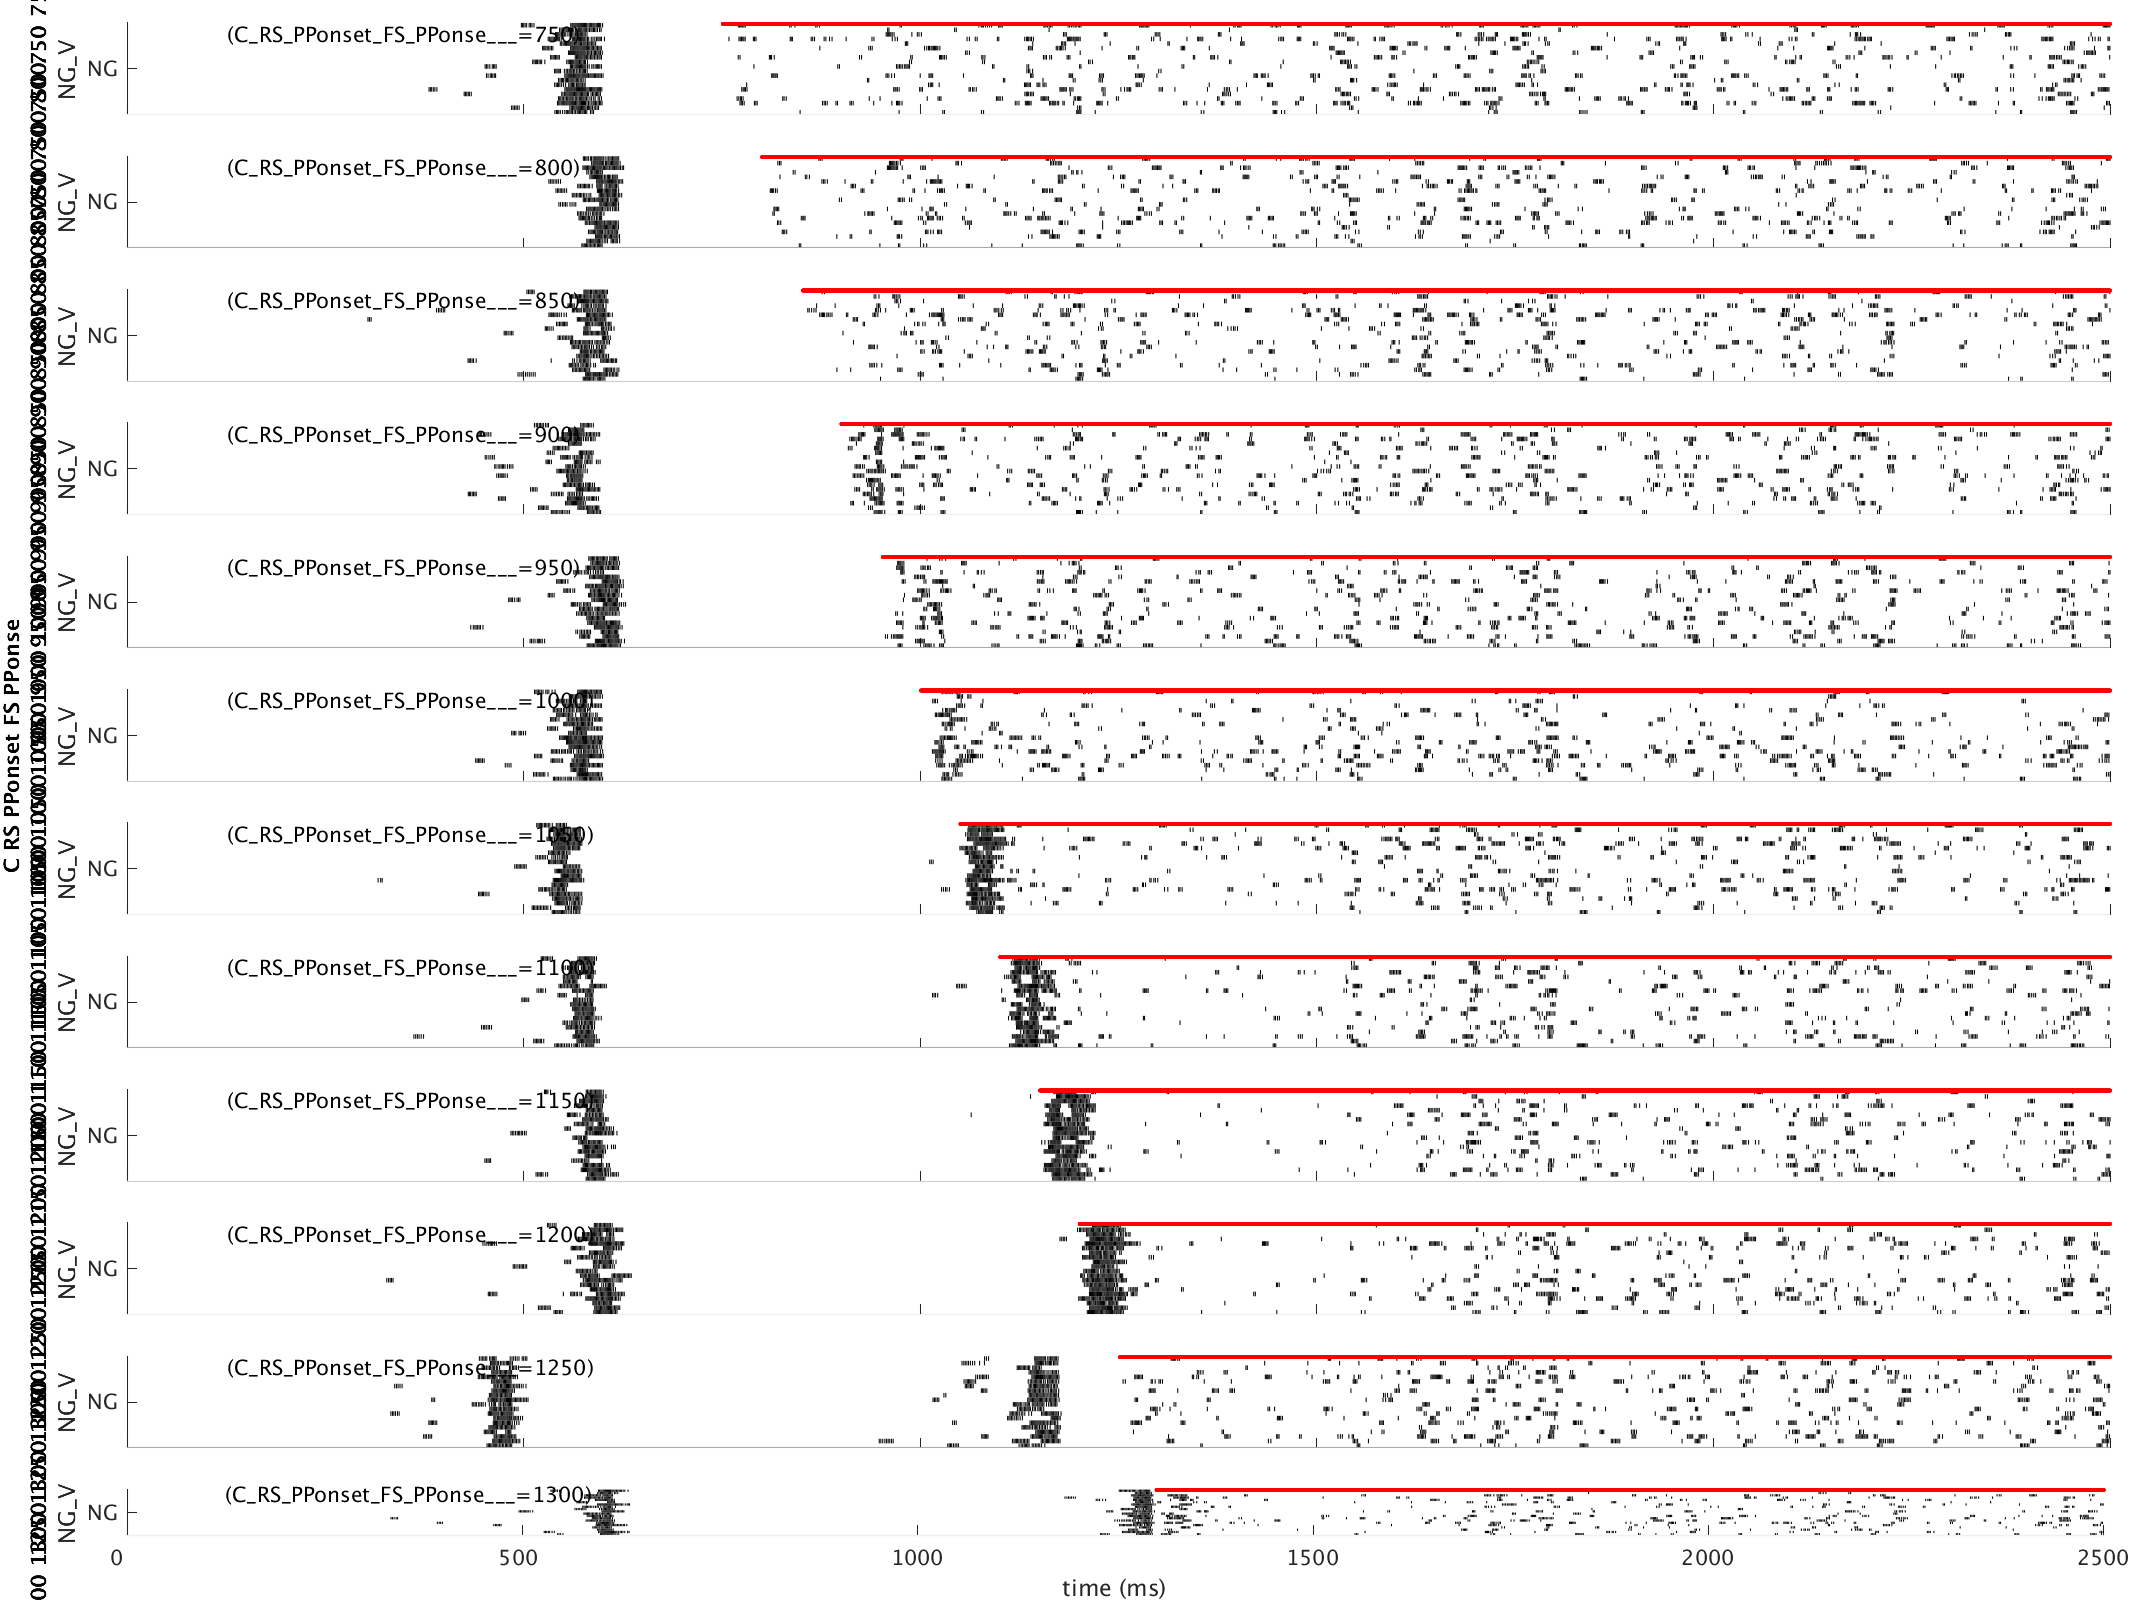 C RS PPonset FS PPonse
NG_V
NG
(C_RS_PPonset_FS_PPonse___=750)
NG_V
NG
(C_RS_PPonset_FS_PPonse___=800)
NG_V
NG
(C_RS_PPonset_FS_PPonse___=850)
NG_V
NG
(C_RS_PPonset_FS_PPonse___=900)
NG_V
NG
(C_RS_PPonset_FS_PPonse___=950)
NG_V
NG
(C_RS_PPonset_FS_PPonse___=1000)
NG_V
NG
(C_RS_PPonset_FS_PPonse___=1050)
NG_V
NG
(C_RS_PPonset_FS_PPonse___=1100)
NG_V
NG
(C_RS_PPonset_FS_PPonse___=1150)
NG_V
NG
(C_RS_PPonset_FS_PPonse___=1200)
NG_V
NG
(C_RS_PPonset_FS_PPonse___=1250)
NG_V
NG
(C_RS_PPonset_FS_PPonse___=1300)
0 500 1000 1500 2000 2500
time (ms)